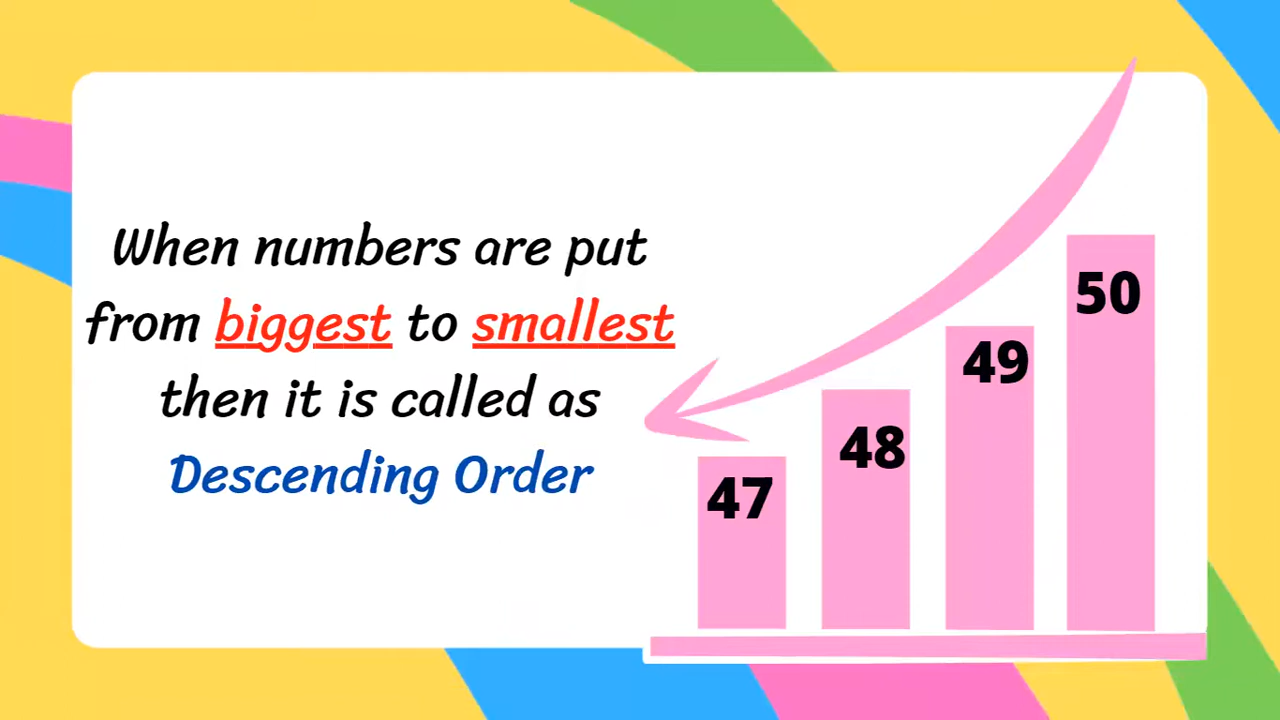 When numbers are put
from biggest to smallest
then it is called as
Descending Order
47
48
49
50